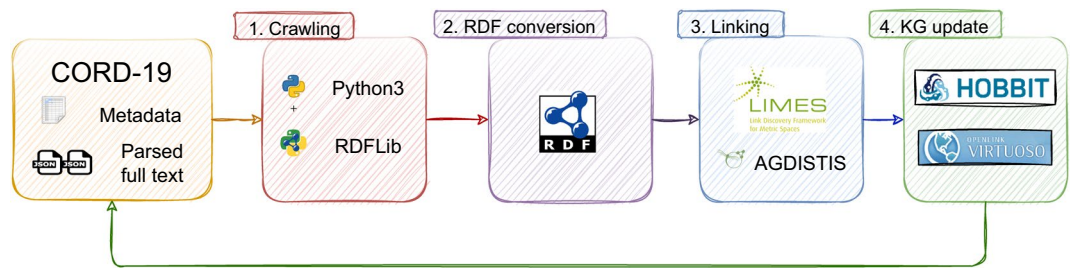 1. Crawling
2. RDF conversion
3. Linking
4. KG update
CORD-19
Metadata
JSON JSON
Parsed
full text
Python3
+
RDFLib
RDF
LIMES
Link Discovery Framework
for Metric Spaces
AGDISTIS
HOBBIT
OPENLINK
VIRTUOSO